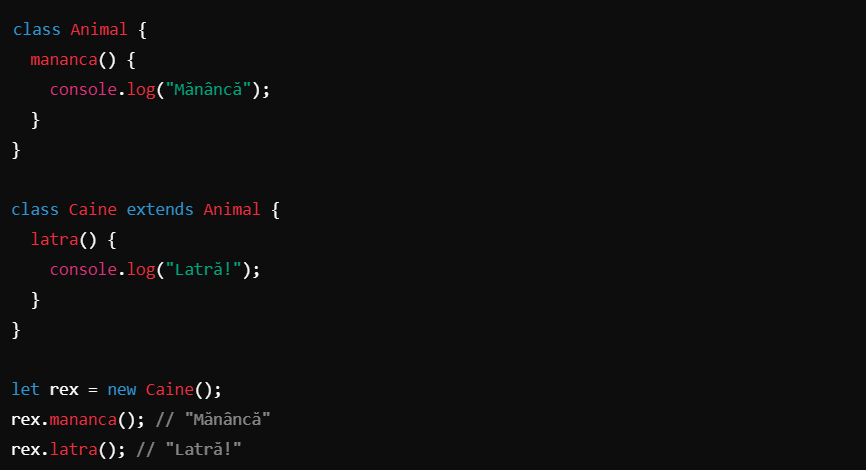 class Animal {
  mananca() {
    console.log("Mănâncă");
  }
}

class Caine extends Animal {
  latra() {
    console.log("Latră!");
  }
}

let rex = new Caine();
rex.mananca(); // "Mănâncă"
rex.latra(); // "Latră!"